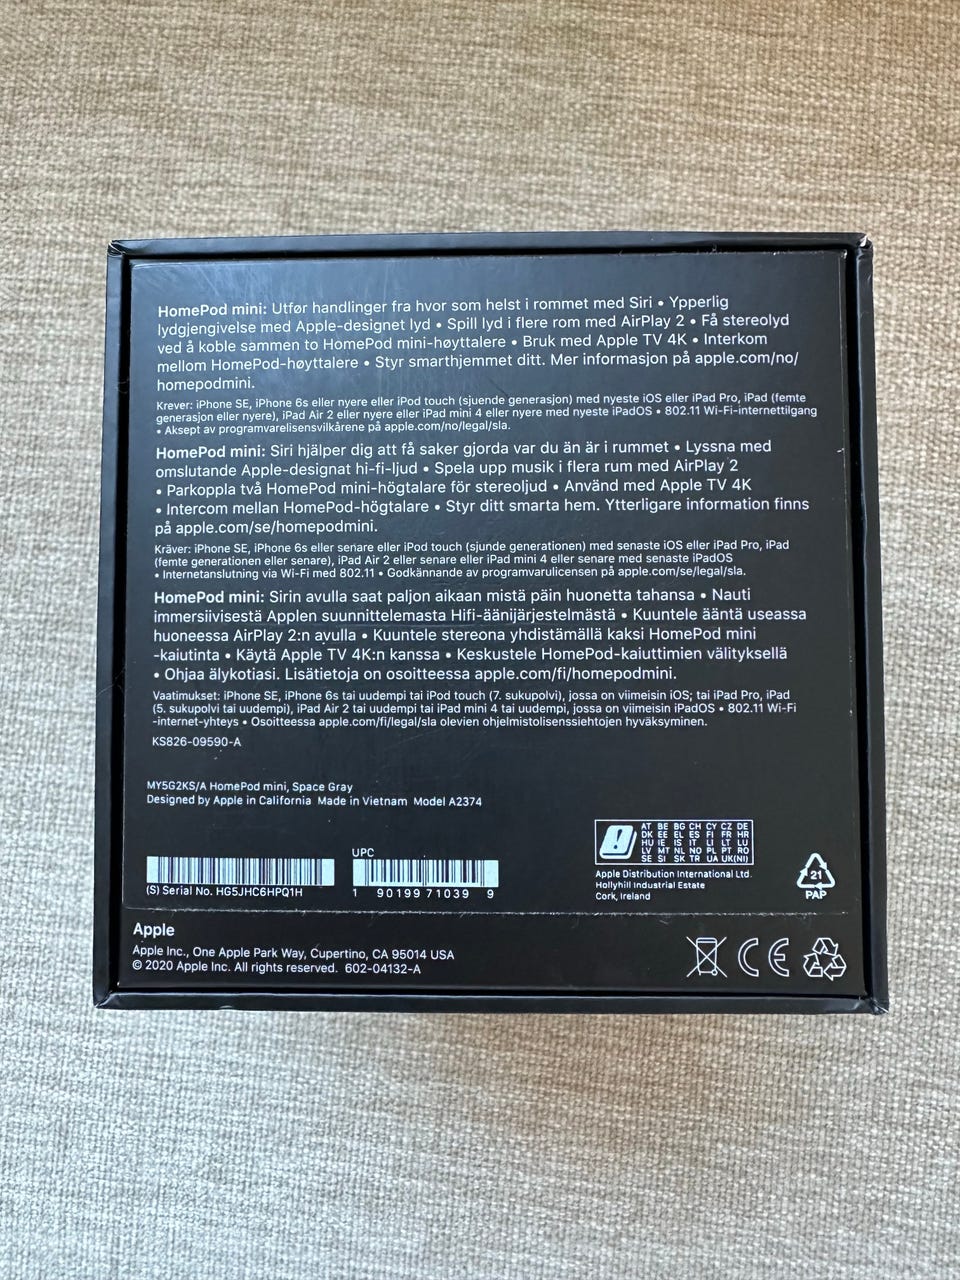 HomePod mini: Utfør handlinger fra hvor som helst i rommet med Siri • Ypperlig
lydgjengivelse med Apple-designet lyd • Spill lyd i flere rom med AirPlay 2 • Få stereolyd
ved å koble sammen to HomePod mini-høyttalere • Bruk med Apple TV 4K • Interkom
mellom HomePod-høyttalere • Styr smarthjemmet ditt. Mer informasjon på apple.com/no/
homepodmini.
Krever: iPhone SE, iPhone 6s eller nyere eller iPod touch (sjuende generasjon) med nyeste iOS eller iPad Pro, iPad (femte
generasjon eller nyere), iPad Air 2 eller nyere eller iPad mini 4 eller nyere med nyeste iPadOS • 802.11 Wi-Fi-internettilgang
• Aksept av programvarelisensvilkårene på apple.com/no/legal/sla.
HomePod mini: Siri hjälper dig att få saker gjorda var du än är i rummet • Lyssna med
omslutande Apple-designat hi-fi-ljud • Spela upp musik i flera rum med AirPlay 2
• Parkoppla två HomePod mini-högtalare för stereoljud • Använd med Apple TV 4K
• Intercom mellan HomePod-högtalare • Styr ditt smarta hem. Ytterligare information finns
på apple.com/se/homepodmini.
Kräver: iPhone SE, iPhone 6s eller senare eller iPod touch (sjunde generationen) med senaste iOS eller iPad Pro, iPad
(femte generationen eller senare), iPad Air 2 eller senare eller iPad mini 4 eller senare med senaste iPadOS
• Internetanslutning via Wi-Fi med 802.11 • Godkännande av programvarulicensen på apple.com/se/legal/sla.
HomePod mini: Sirin avulla saat paljon aikaan mistä päin huonetta tahansa • Nauti
immersiivisestä Applen suunnittelemasta Hifi-äänijärjestelmästä • Kuuntele ääntä useassa
huoneessa AirPlay 2:n avulla • Kuuntele stereona yhdistämällä kaksi HomePod mini
-kaiutinta • Käytä Apple TV 4K:n kanssa • Keskustele HomePod-kaiuttimien välityksellä
• Ohjaa älykotiasi. Lisätietoja on osoitteessa apple.com/fi/homepodmini.
Vaatimukset: iPhone SE, iPhone 6s tai uudempi tai iPod touch (7. sukupolvi), jossa on viimeisin iOS; tai iPad Pro, iPad
(5. sukupolvi tai uudempi), iPad Air 2 tai uudempi tai iPad mini 4 tai uudempi, jossa on viimeisin iPadOS • 802.11 Wi-Fi
-internet-yhteys • Osoitteessa apple.com/fi/legal/sla olevien ohjelmistolisenssiehtojen hyväksyminen.
KS826-09590-A
MY5G2KS/A HomePod mini, Space Gray
Designed by Apple in California Made in Vietnam Model A2374
UPC
(S) Serial No. HG5JHC6HPQ1H
1 90199 71039 9
AT BE BG CH CY CZ DE
DK EE EL ES FI FR HR
HU IE IS IT LI LT LU
LV MT NL NO PL PT RO
SE SI SK TR UA UK(NI)
Apple Distribution International Ltd.
Hollyhill Industrial Estate
Cork, Ireland
21
PAP
Apple
Apple Inc., One Apple Park Way, Cupertino, CA 95014 USA
© 2020 Apple Inc. All rights reserved. 602-04132-A
CE